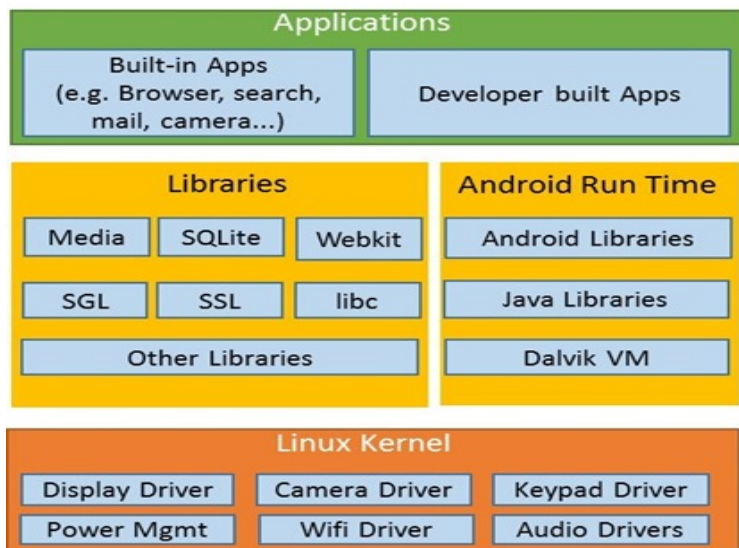 Applications
Built-in Apps
(e.g. Browser, search,
mail, camera...)
Developer built Apps
Libraries
Media
SQLite
Webkit
SGL
SSL
libc
Other Libraries
Android Run Time
Android Libraries
Java Libraries
Dalvik VM
Linux Kernel
Display Driver
Camera Driver
Keypad Driver
Power Mgmt
Wifi Driver
Audio Drivers